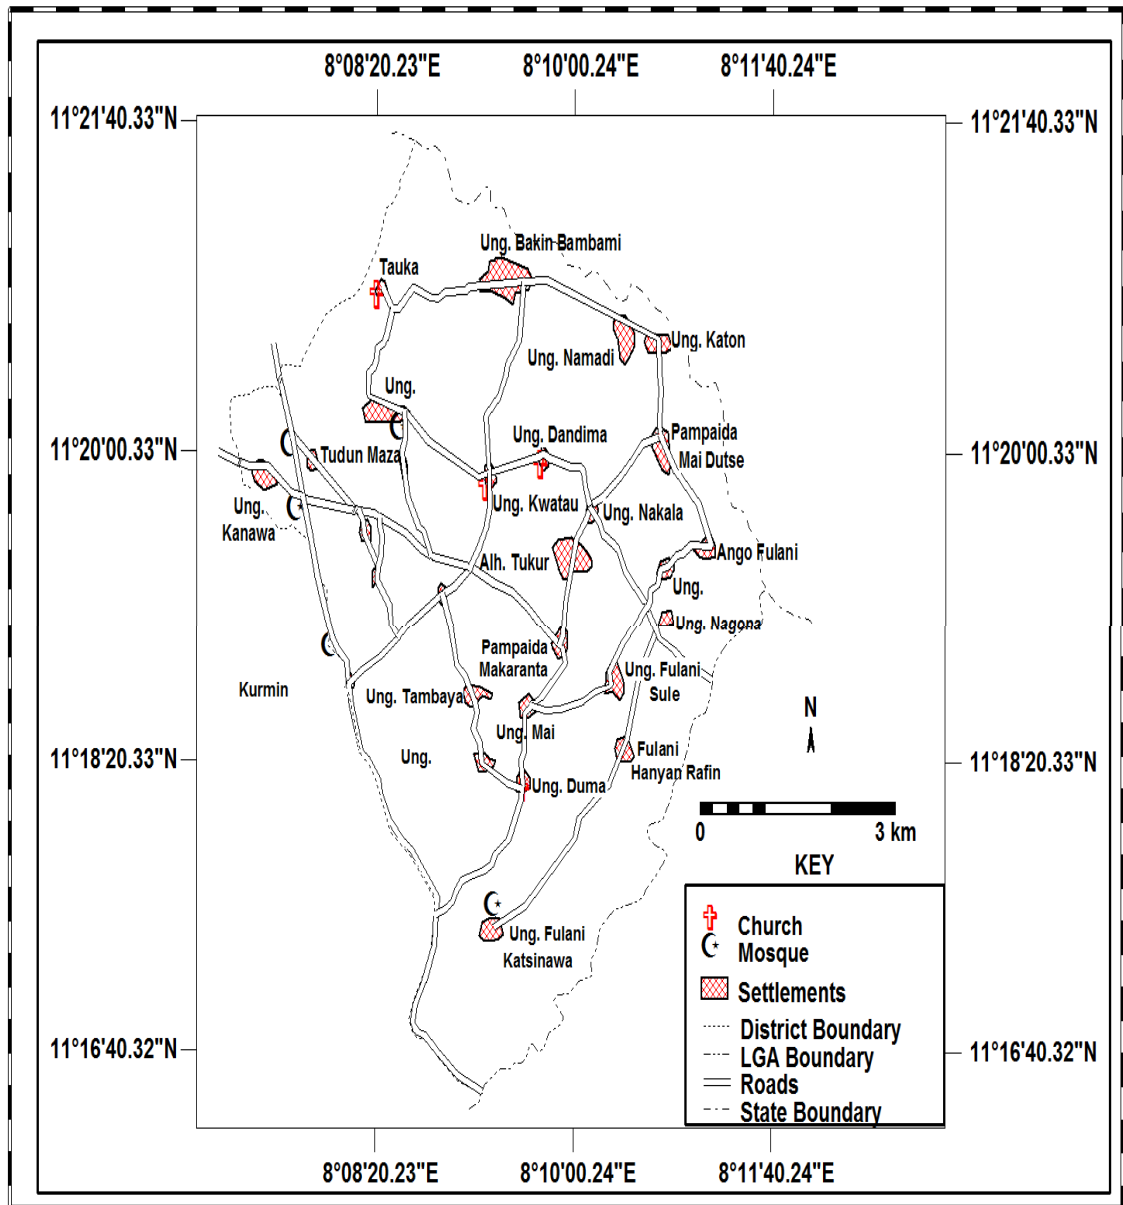 8°08'20.23"E 8°10'00.24"E 8°11'40.24"E
11°21'40.33"N 11°21'40.33"N
Ung. Bakin Bambami
Tauka
Ung. Katon
Ung. Namadi
Ung.
Ung. Dandima
Pampaida
Mai Dutse
11°20'00.33"N 11°20'00.33"N
Tudun Maza
Ung.
Kanawa
Ung. Kwatau
Ung. Nakala
Alh. Tukur
Ango Fulani
Ung.
Ung. Nagona
Pampaida
Makaranta
Kurmin
Ung. Tambaya
Ung. Fulani
Sule
Ung. Mai
N
Ung.
Fulani
Hanyan Rafin
11°18'20.33"N 11°18'20.33"N
Ung. Duma
0 3 km
KEY
Church
Mosque
Settlements
District Boundary
LGA Boundary
Roads
State Boundary
Ung. Fulani
Katsinawa
11°16'40.32"N 11°16'40.32"N
8°08'20.23"E 8°10'00.24"E 8°11'40.24"E